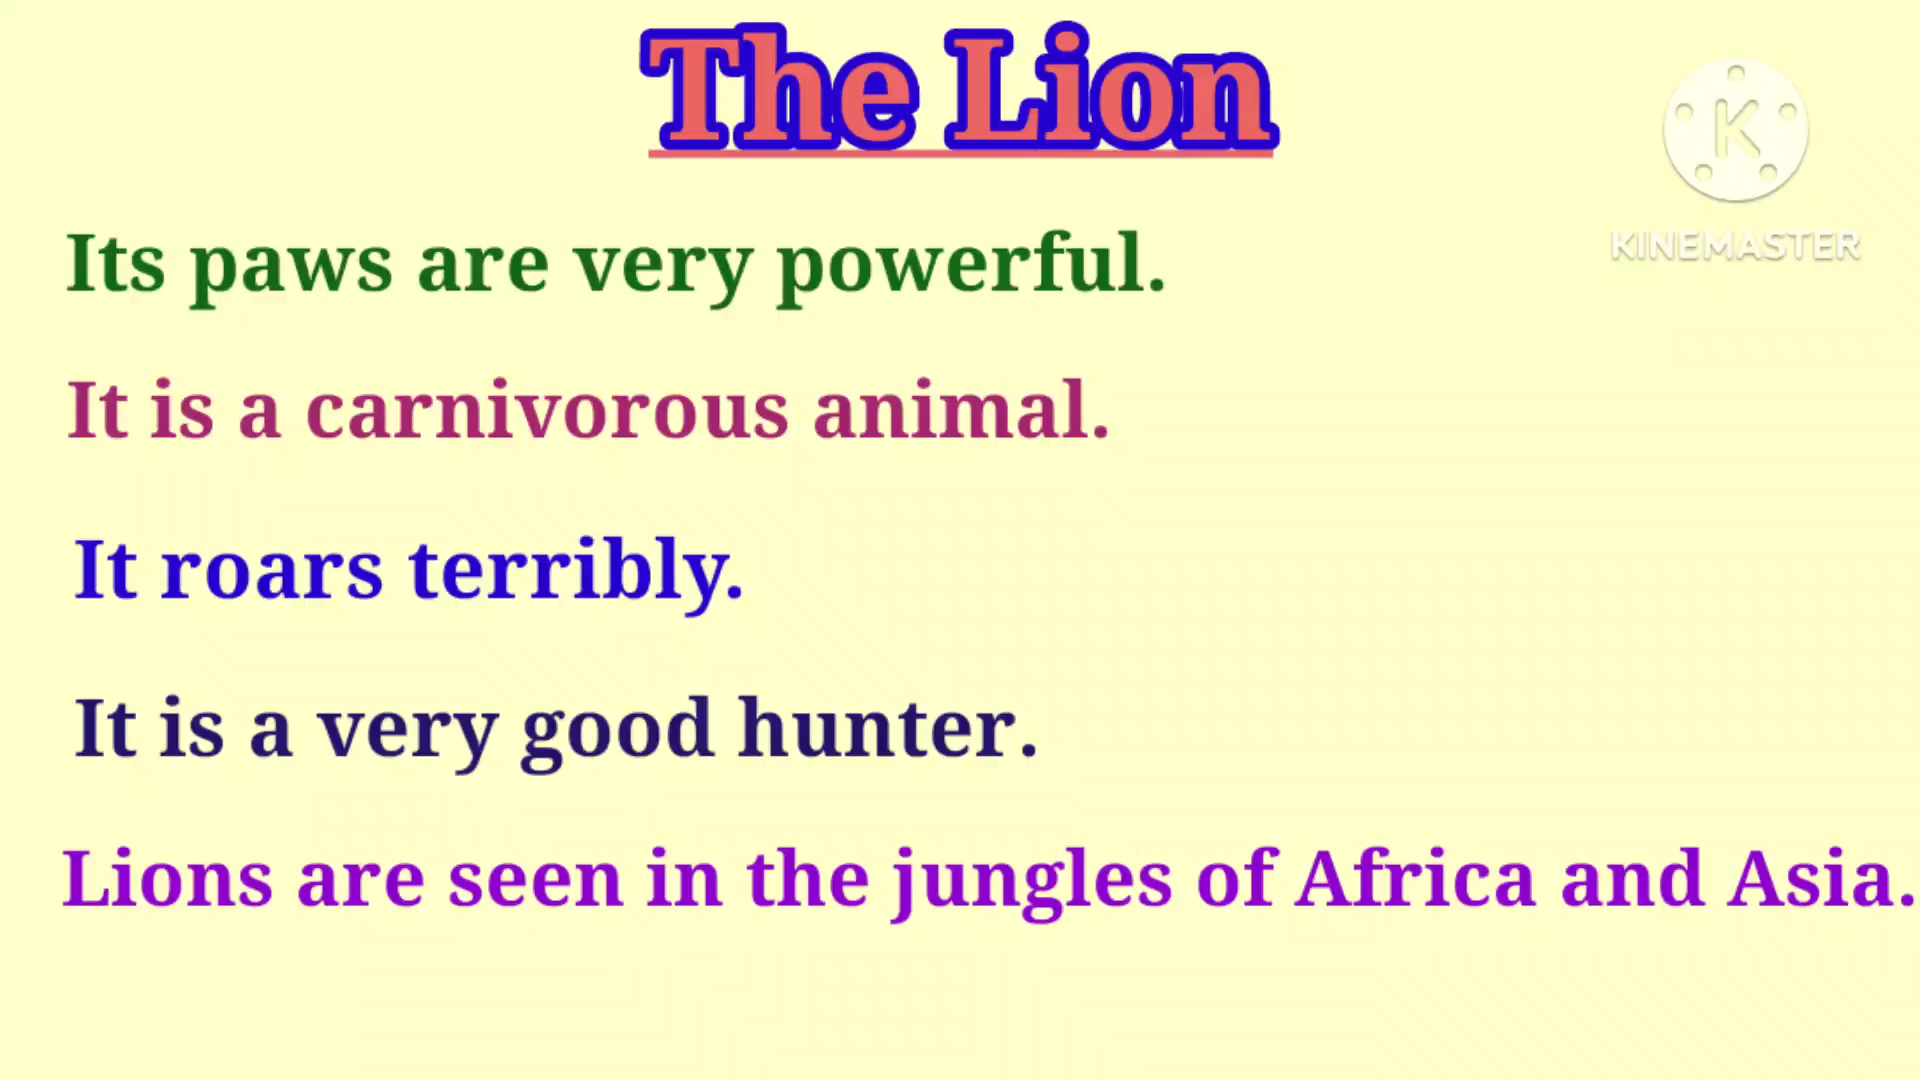 The Lion
KINEMASTER
Its paws are very powerful.
It is a carnivorous animal.
It roars terribly.
It is a very good hunter.
Lions are seen in the jungles of Africa and Asia.